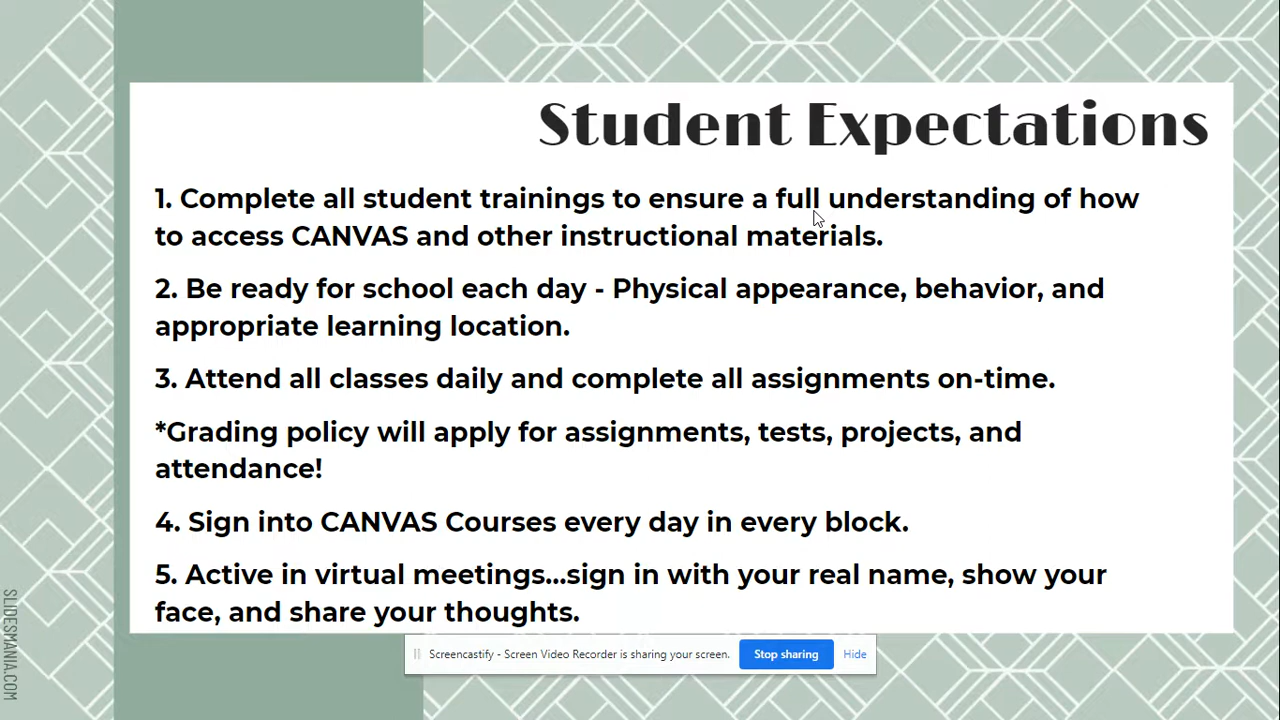 Student Expectations
1. Complete all student trainings to ensure a full understanding of how
to access CANVAS and other instructional materials.
2. Be ready for school each day - Physical appearance, behavior, and
appropriate learning location.
3. Attend all classes daily and complete all assignments on-time.
*Grading policy will apply for assignments, tests, projects, and
attendance!
4. Sign into CANVAS Courses every day in every block.
5. Active in virtual meetings...sign in with your real name, show your
face, and share your thoughts.
SLIDESMANIA.COM
Screencastify - Screen Video Recorder is sharing your screen. Stop sharing Hide